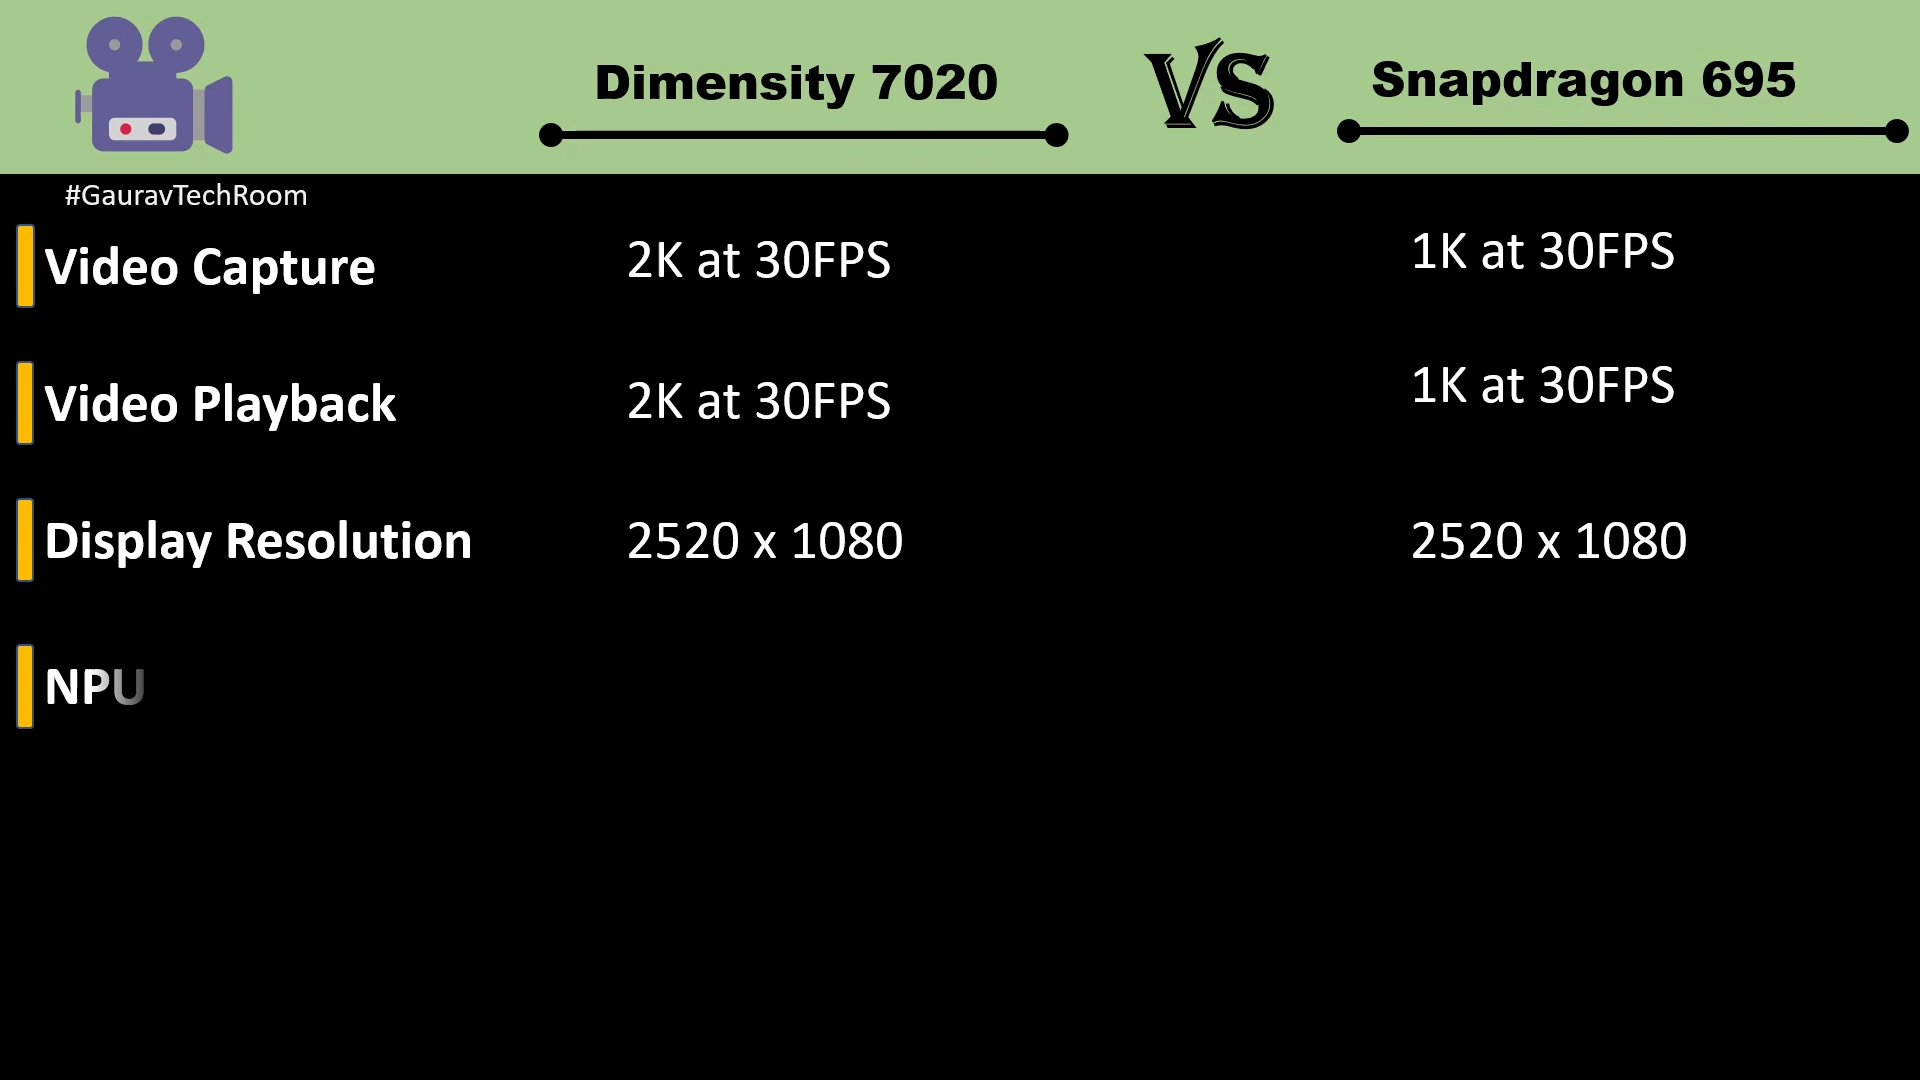 Dimensity 7020 VS Snapdragon 695
#GauravTechRoom
Video Capture 2K at 30FPS 1K at 30FPS
Video Playback 2K at 30FPS 1K at 30FPS
Display Resolution 2520 x 1080 2520 x 1080
NPU